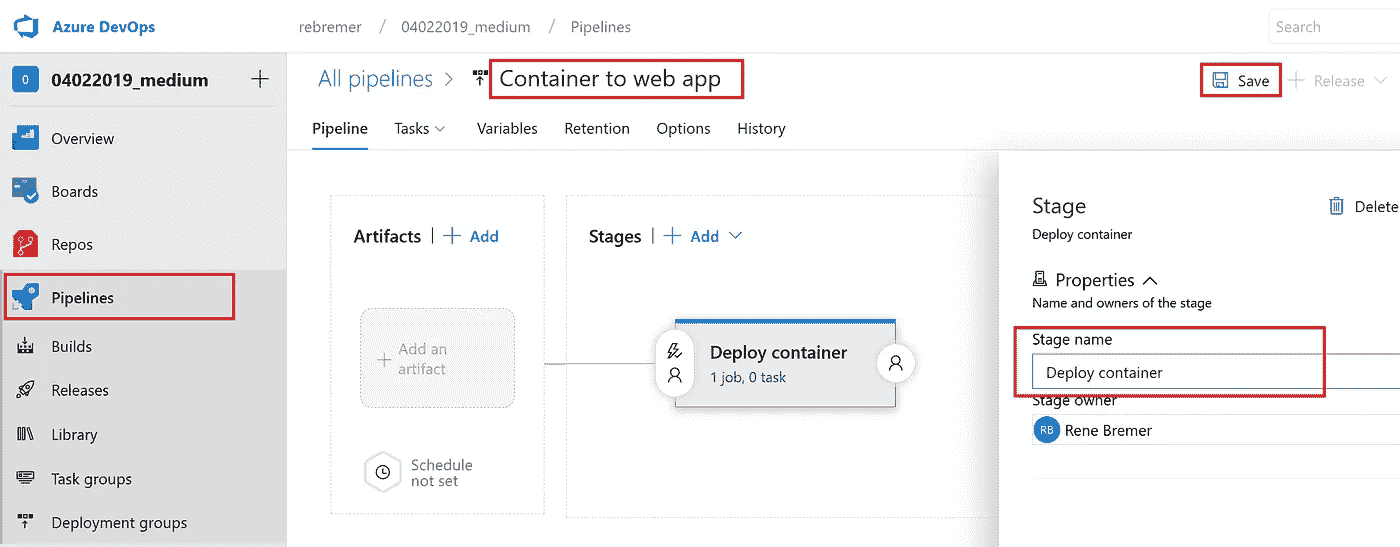 Azure DevOps
rebremer / 04022019_medium / Pipelines
Search
0 04022019_medium +
Overview
Boards
Repos
Pipelines
Builds
Releases
Library
Task groups
Deployment groups
All pipelines > Container to web app
Save
+ Release
Pipeline Tasks Variables Retention Options History
Artifacts | + Add
+ Add an
artifact
Schedule
not set
Stages | + Add
Deploy container
1 job, 0 task
Stage
Delete
Deploy container
Properties
Name and owners of the stage
Stage name
Deploy container
Stage owner
RB Rene Bremer